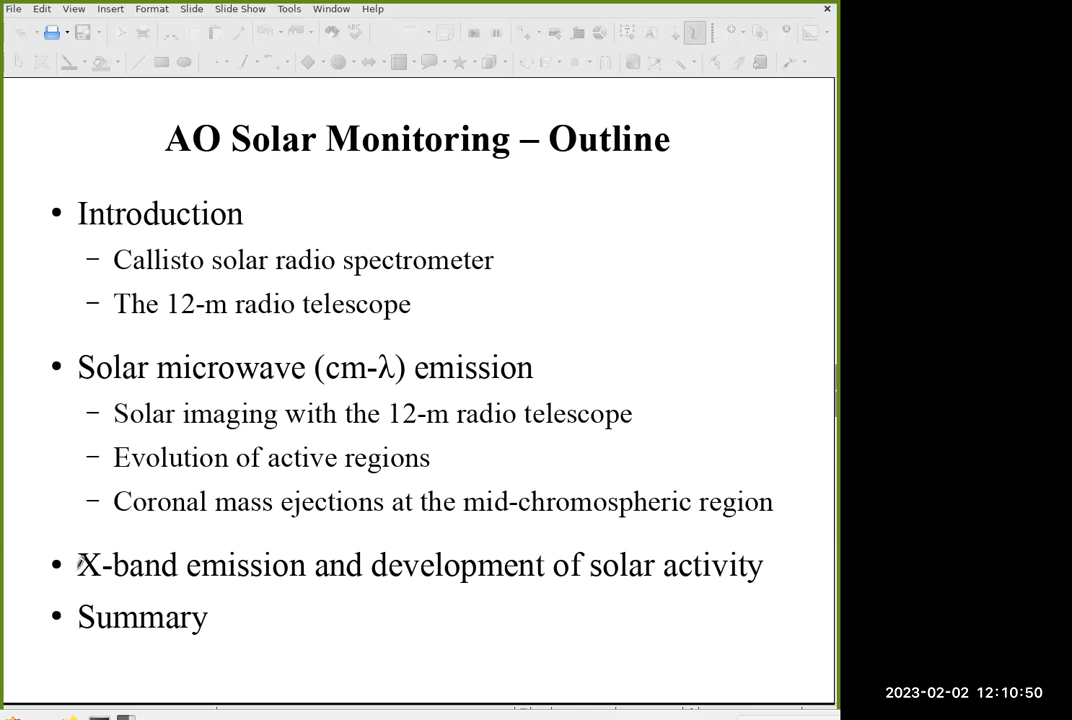 File Edit View Insert Format Slide Slide Show Tools Window Help
AO Solar Monitoring – Outline
• Introduction
– Callisto solar radio spectrometer
– The 12-m radio telescope
• Solar microwave (cm-λ) emission
– Solar imaging with the 12-m radio telescope
– Evolution of active regions
– Coronal mass ejections at the mid-chromospheric region
• X-band emission and development of solar activity
• Summary
2023-02-02 12:10:50